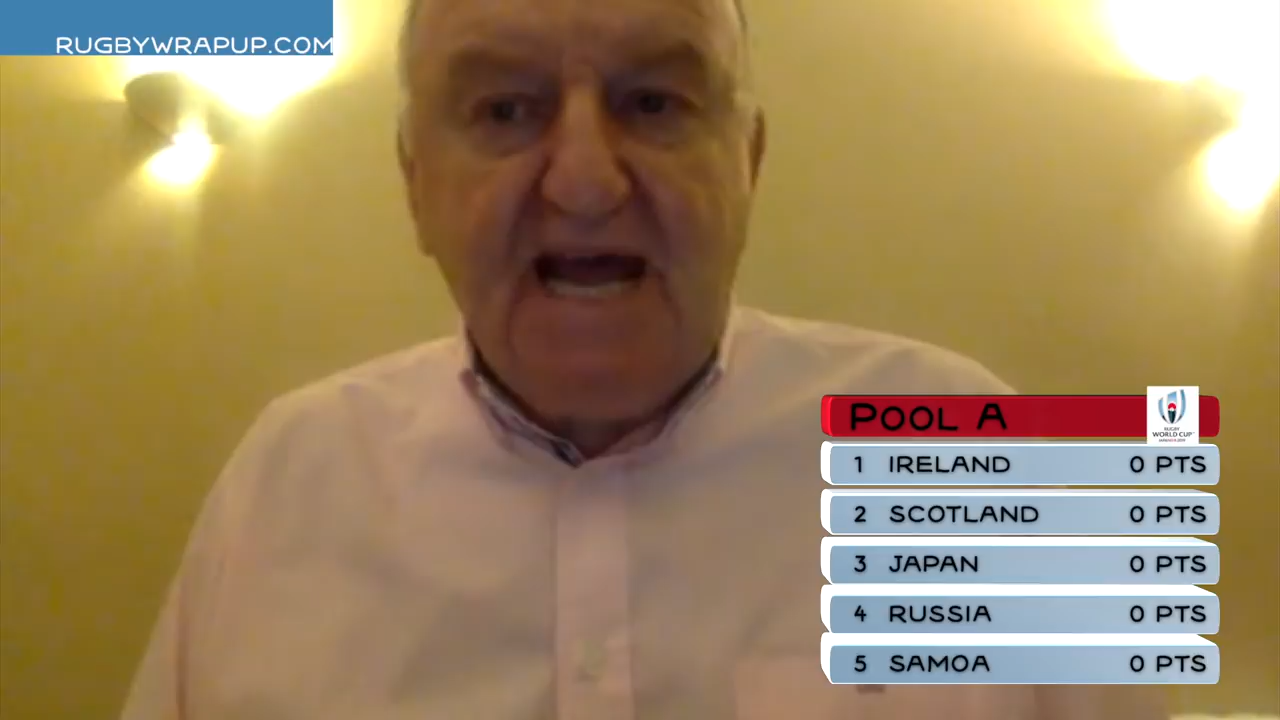 RUGBYWRAPUP.COM
POOL A
RUGBY
WORLD CUP
1 IRELAND 0 PTS
2 SCOTLAND 0 PTS
3 JAPAN 0 PTS
4 RUSSIA 0 PTS
5 SAMOA 0 PTS